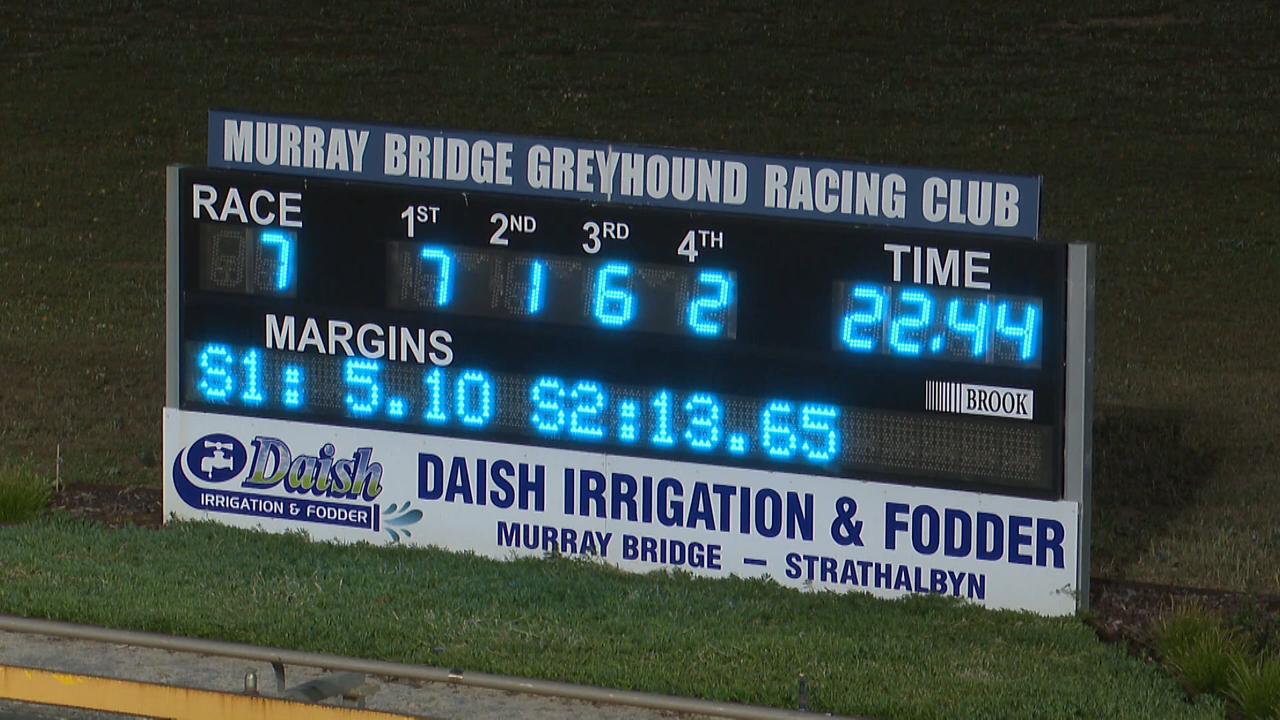 MURRAY BRIDGE GREYHOUND RACING CLUB
RACE 1ST 2ND 3RD 4TH TIME
7 7 1 6 2 22.44
MARGINS
S1: 5.10 S2:13.65
BROOK
Daish
IRRIGATION & FODDER
DAISH IRRIGATION & FODDER
MURRAY BRIDGE — STRATHALBYN